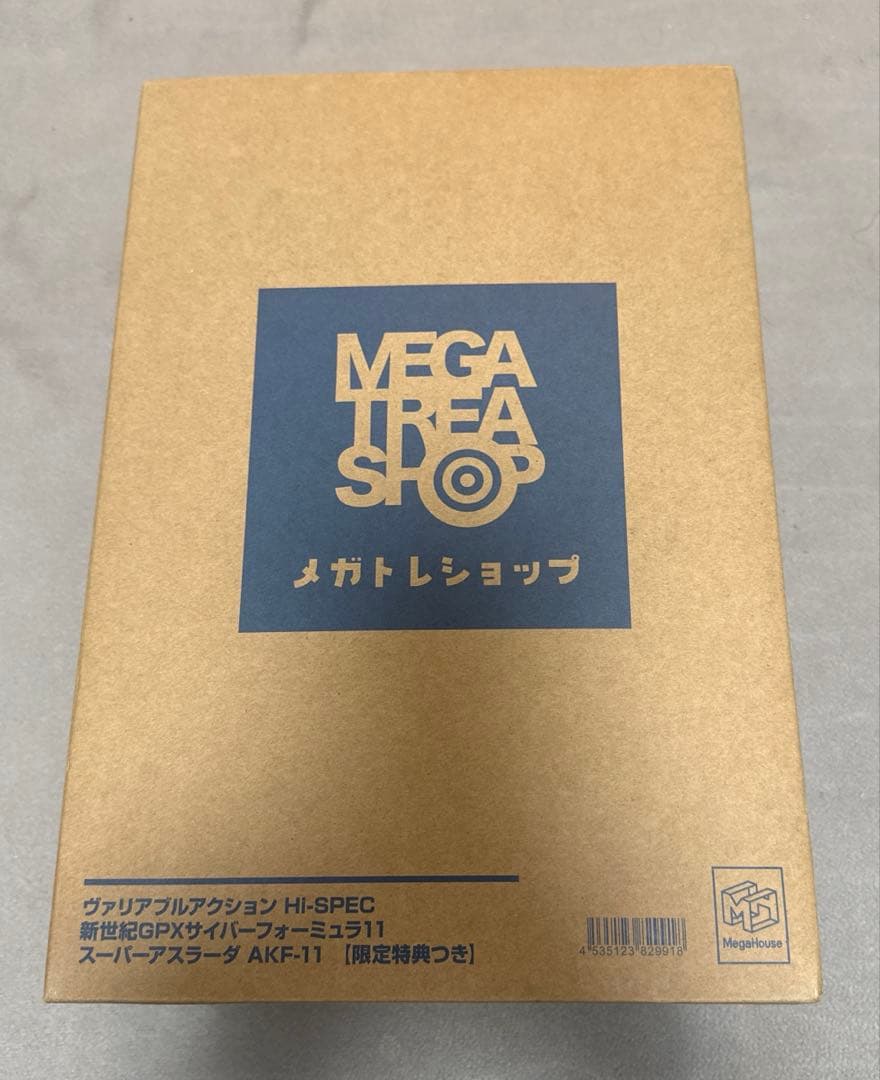 MEGA
TREA
SHOP
メガトレショップ
ヴァリアブルアクション Hi-SPEC
新世紀GPXサイバーフォーミュラ11
スーパーアスラーダ AKF-11 【限定特典つき】
4 535123 829918
MegaHouse